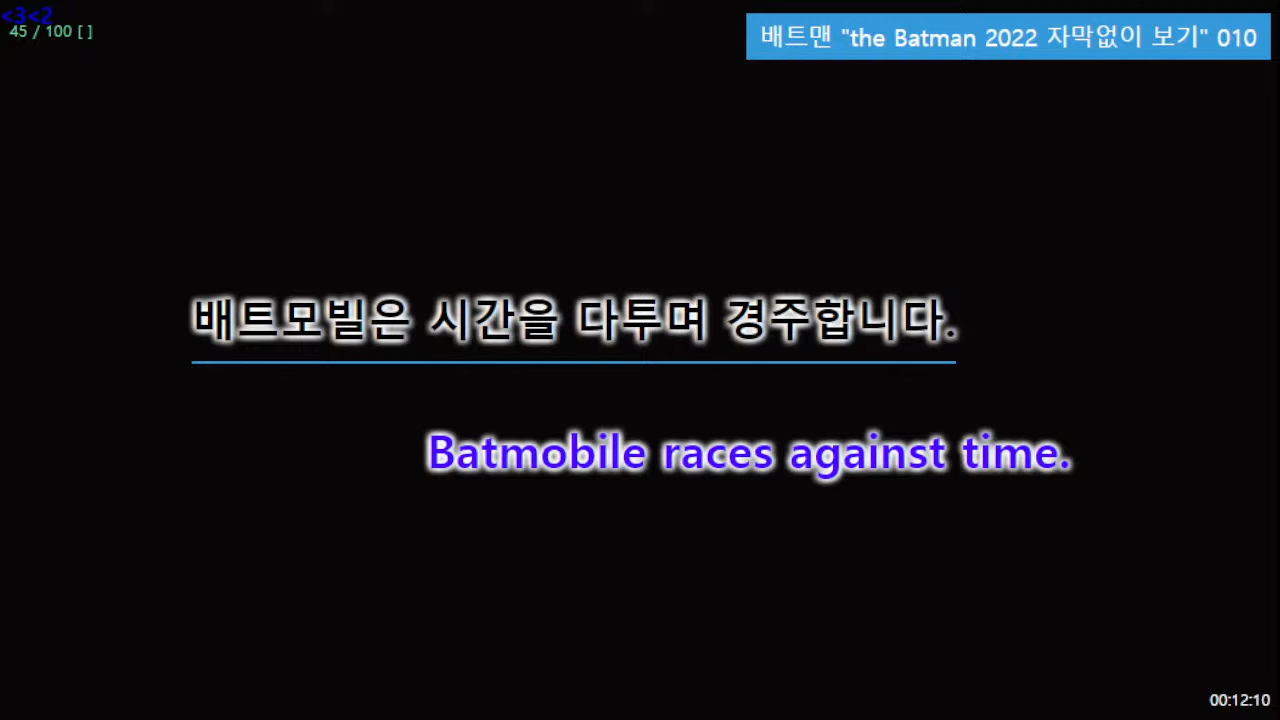 <3<2
45 / 100 [ ]
배트맨 "the Batman 2022 자막없이 보기" 010
배트모빌은 시간을 다투며 경주합니다.
Batmobile races against time.
00:12:10